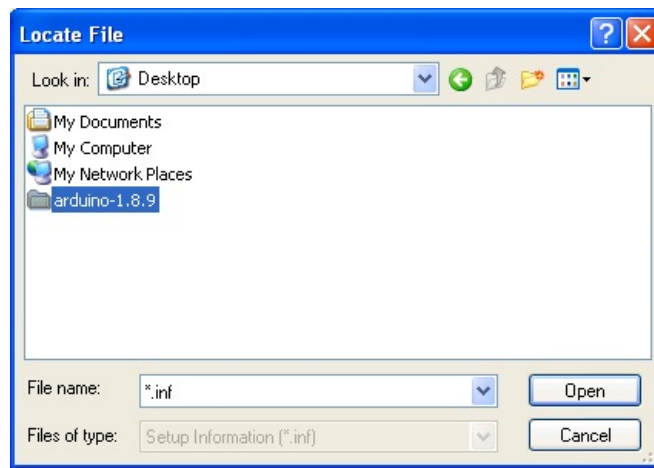 Locate File
Look in: Desktop
My Documents
My Computer
My Network Places
arduino-1.8.9
File name: *.inf Open
Files of type: Setup Information (*.inf) Cancel